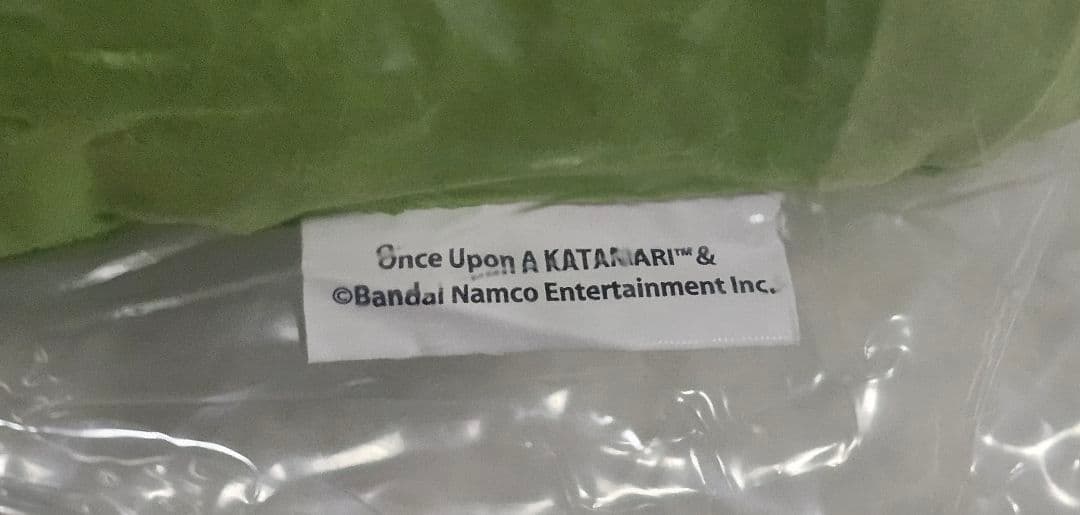 Once Upon A KATAMARI™ &
©Bandai Namco Entertainment Inc.